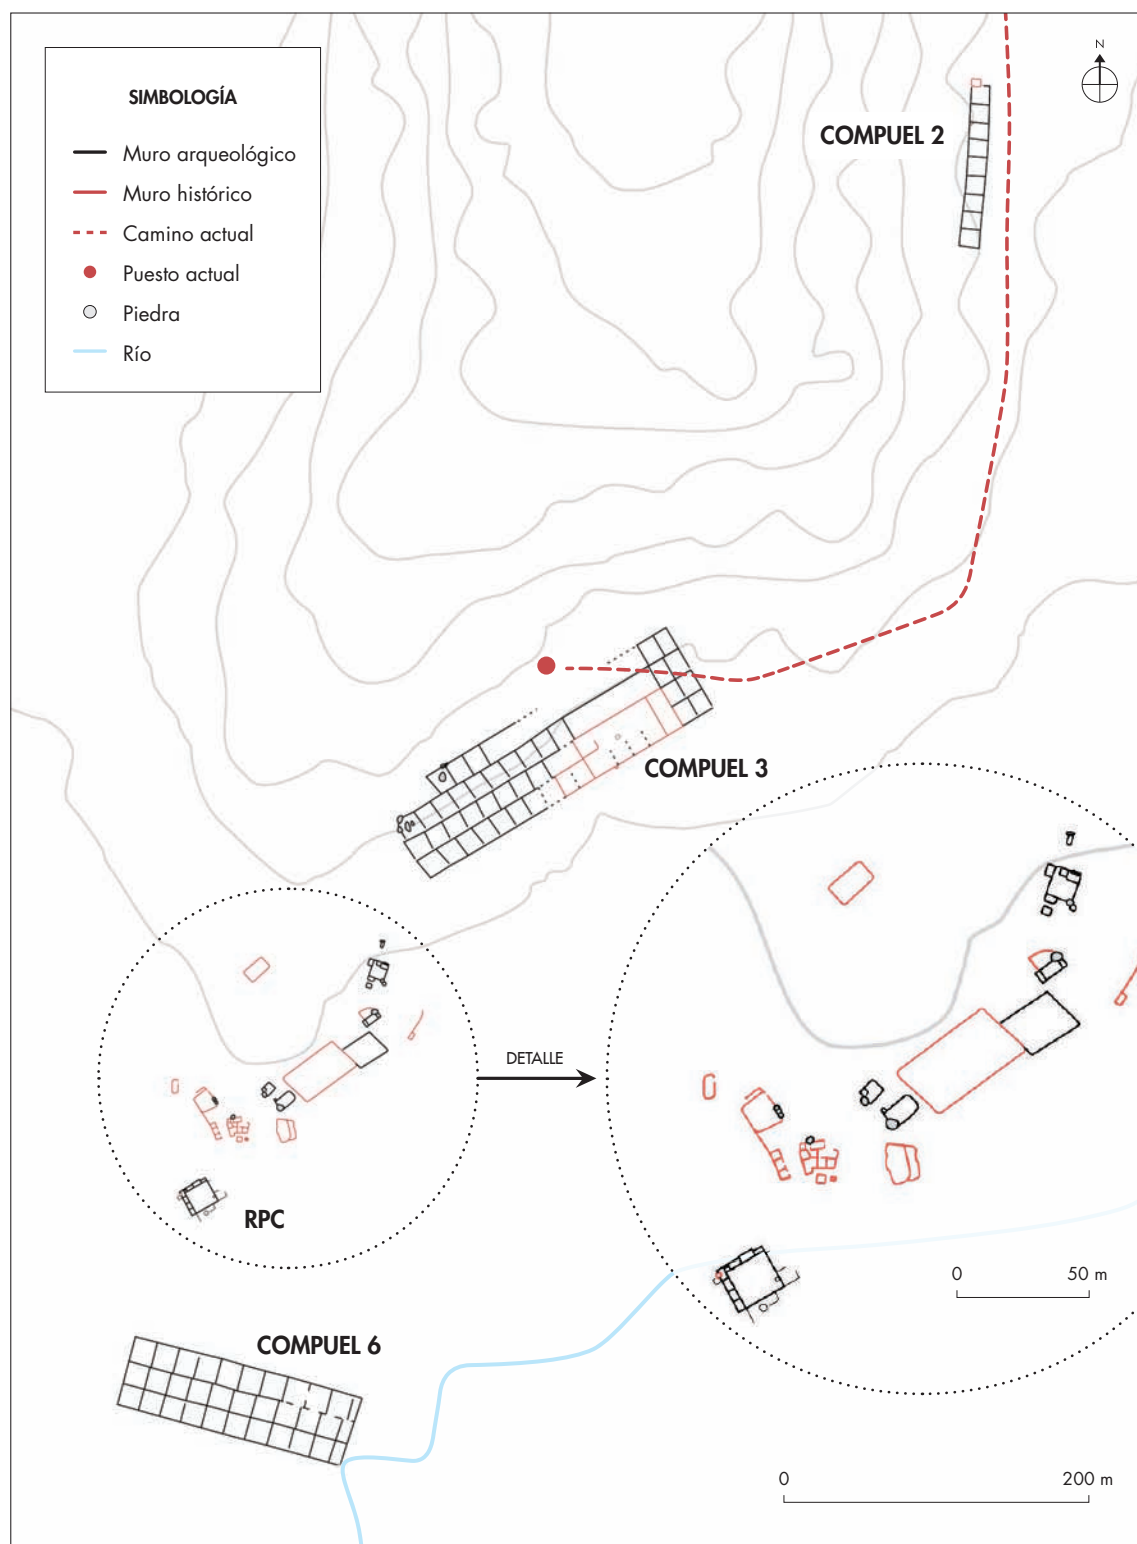 N
SIMBOLOGÍA
Muro arqueológico
Muro histórico
Camino actual
Puesto actual
Piedra
Río
COMPUEL 2
COMPUEL 3
DETALLE
RPC
0 50 m
COMPUEL 6
0 200 m